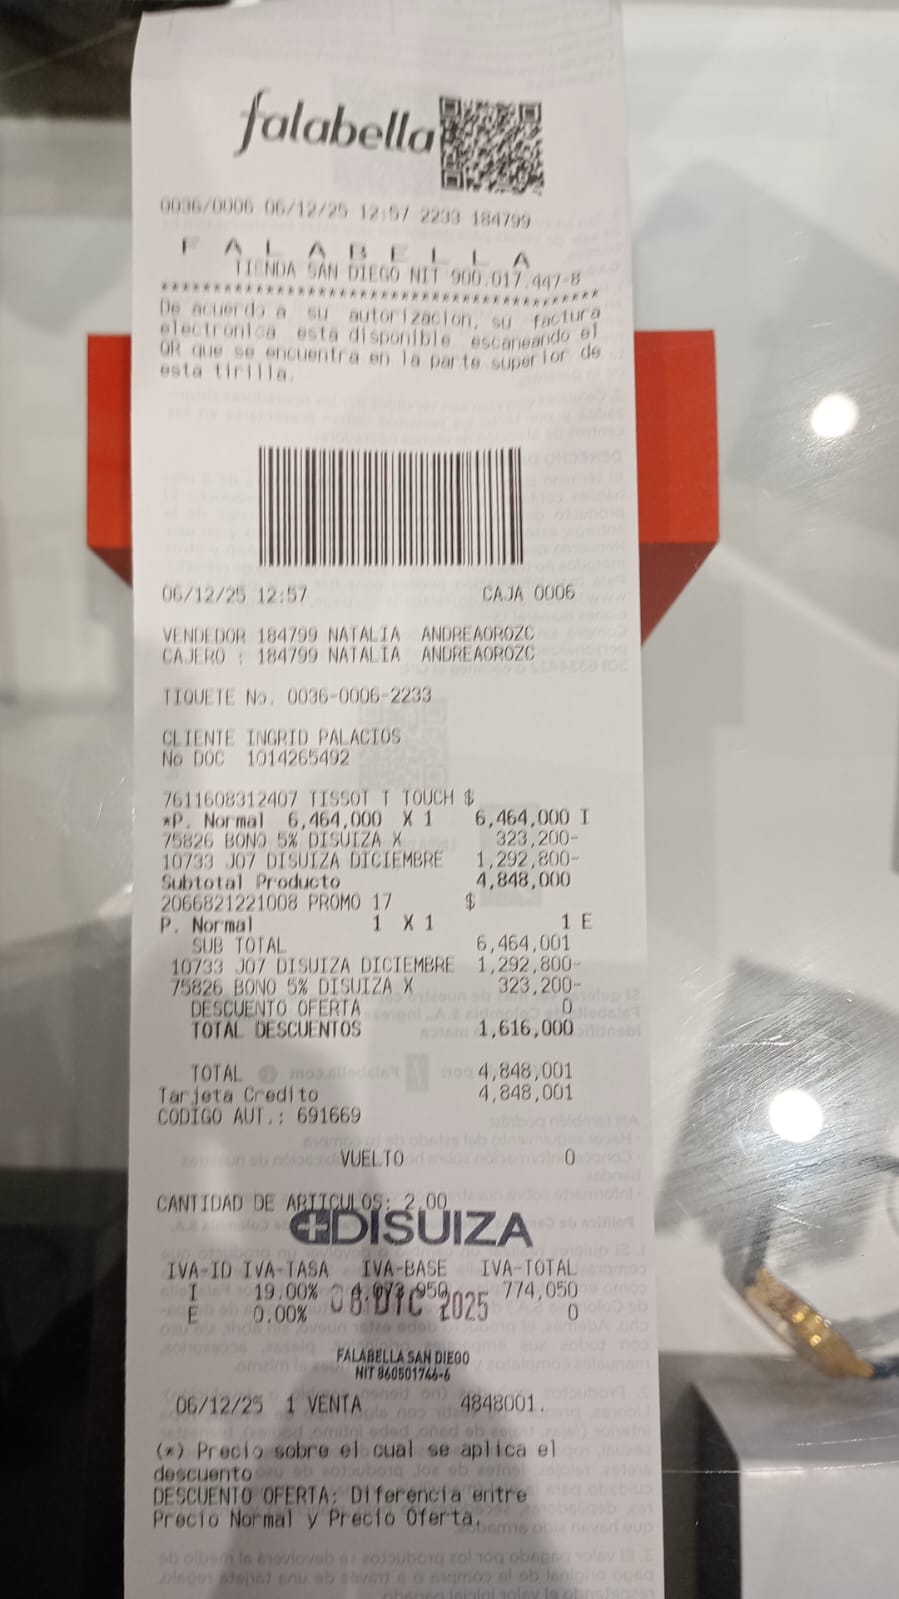 falabella
0036/0006 06/12/25 12:57 2233 184799
F A L A B E L L A
TIENDA SAN DIEGO NIT 900.017.447-8
******************************************
De acuerdo a su autorizacion, su factura
electronica esta disponible escaneando el
QR que se encuentra en la parte superior de
esta tirilla.
06/12/25 12:57 CAJA 0006
VENDEDOR 184799 NATALIA ANDREAOROZC
CAJERO : 184799 NATALIA ANDREAOROZC
TIQUETE No. 0036-0006-2233
CLIENTE INGRID PALACIOS
No DOC 1014265492
7611608312407 TISSOT T TOUCH $
*P. Normal 6,464,000 X 1 6,464,000 I
75826 BONO 5% DISUIZA X 323,200-
10733 J07 DISUIZA DICIEMBRE 1,292,800-
Subtotal Producto 4,848,000
2066821221008 PROMO 17 $
P. Normal 1 X 1 1 E
SUB TOTAL 6,464,001
10733 J07 DISUIZA DICIEMBRE 1,292,800-
75826 BONO 5% DISUIZA X 323,200-
DESCUENTO OFERTA 0
TOTAL DESCUENTOS 1,616,000
TOTAL 4,848,001
Tarjeta Credito 4,848,001
CODIGO AUT.: 691669
VUELTO 0
CANTIDAD DE ARTICULOS: 2.00
DISUIZA
IVA-ID IVA-TASA IVA-BASE IVA-TOTAL
I 19.00% 4,073,950 774,050
E 0.00% 0
DIC 2025
FALABELLA SAN DIEGO
NIT 860501746-6
06/12/25 1 VENTA 4848001.
(*) Precio sobre el cual se aplica el
descuento
DESCUENTO OFERTA: Diferencia entre
Precio Normal y Precio Oferta.